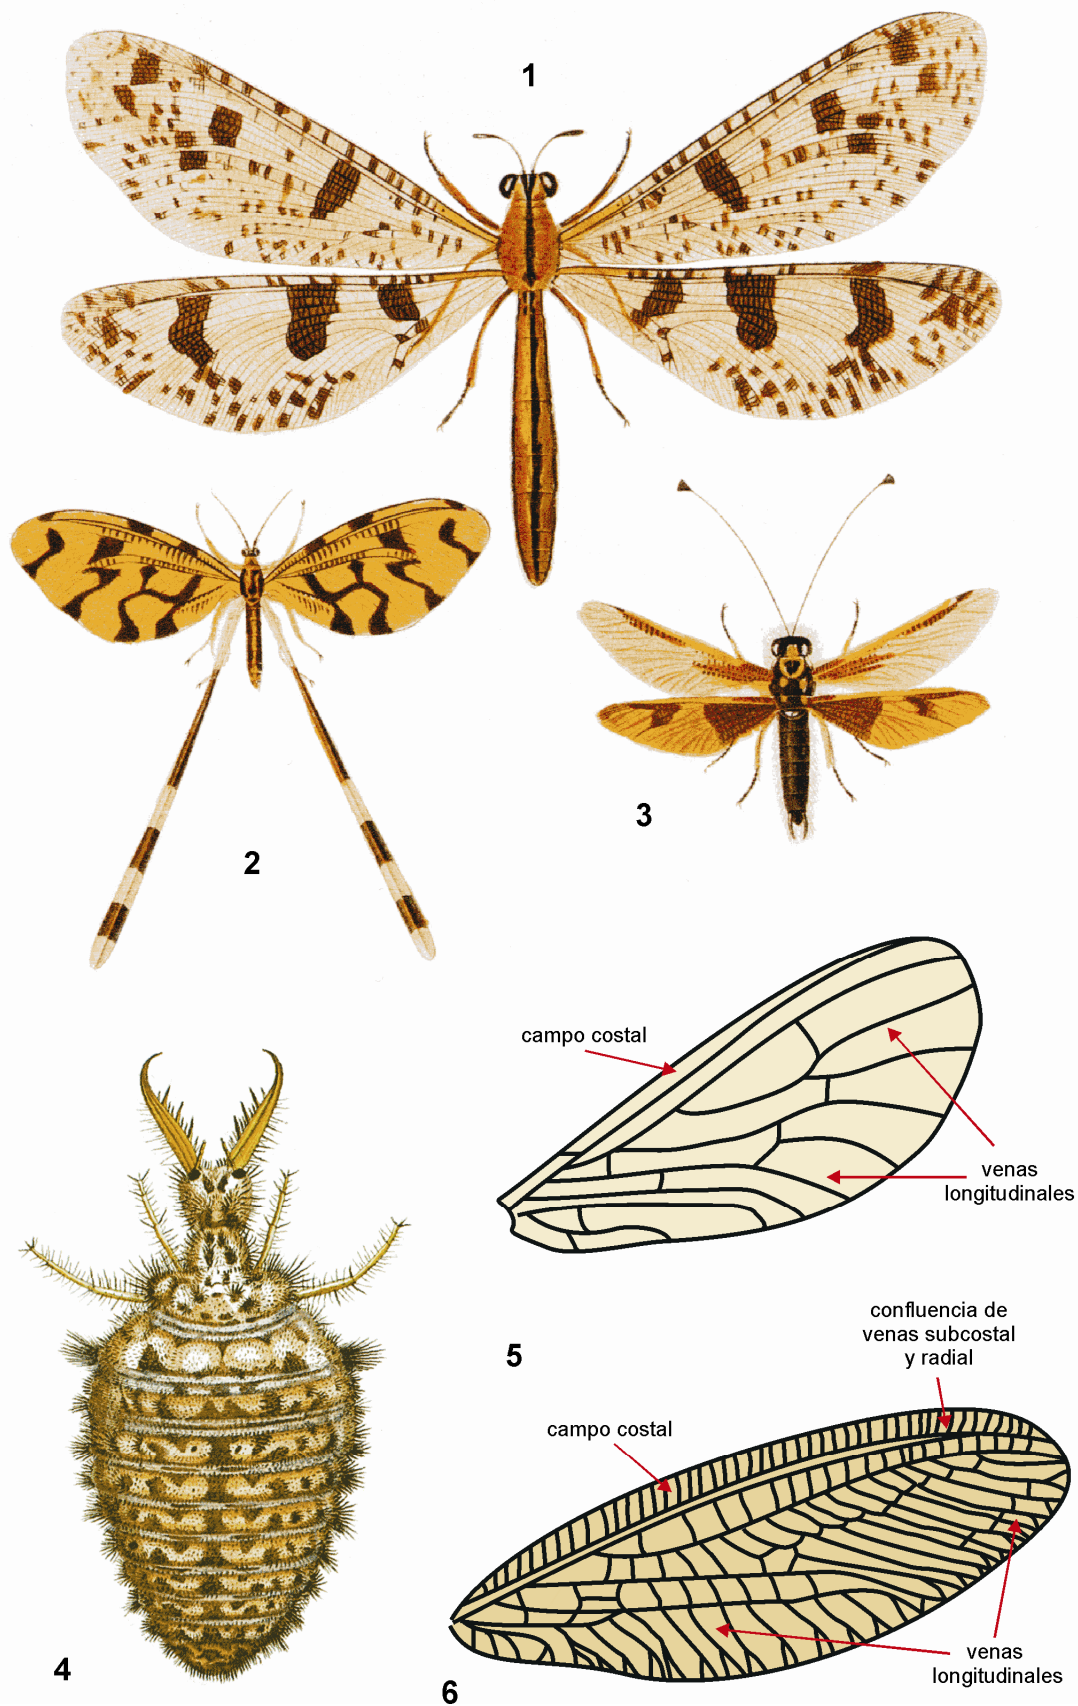 1
2
3
campo costal
venas
longitudinales
4
5
confluencia de
venas subcostal
y radial
campo costal
venas
longitudinales
6